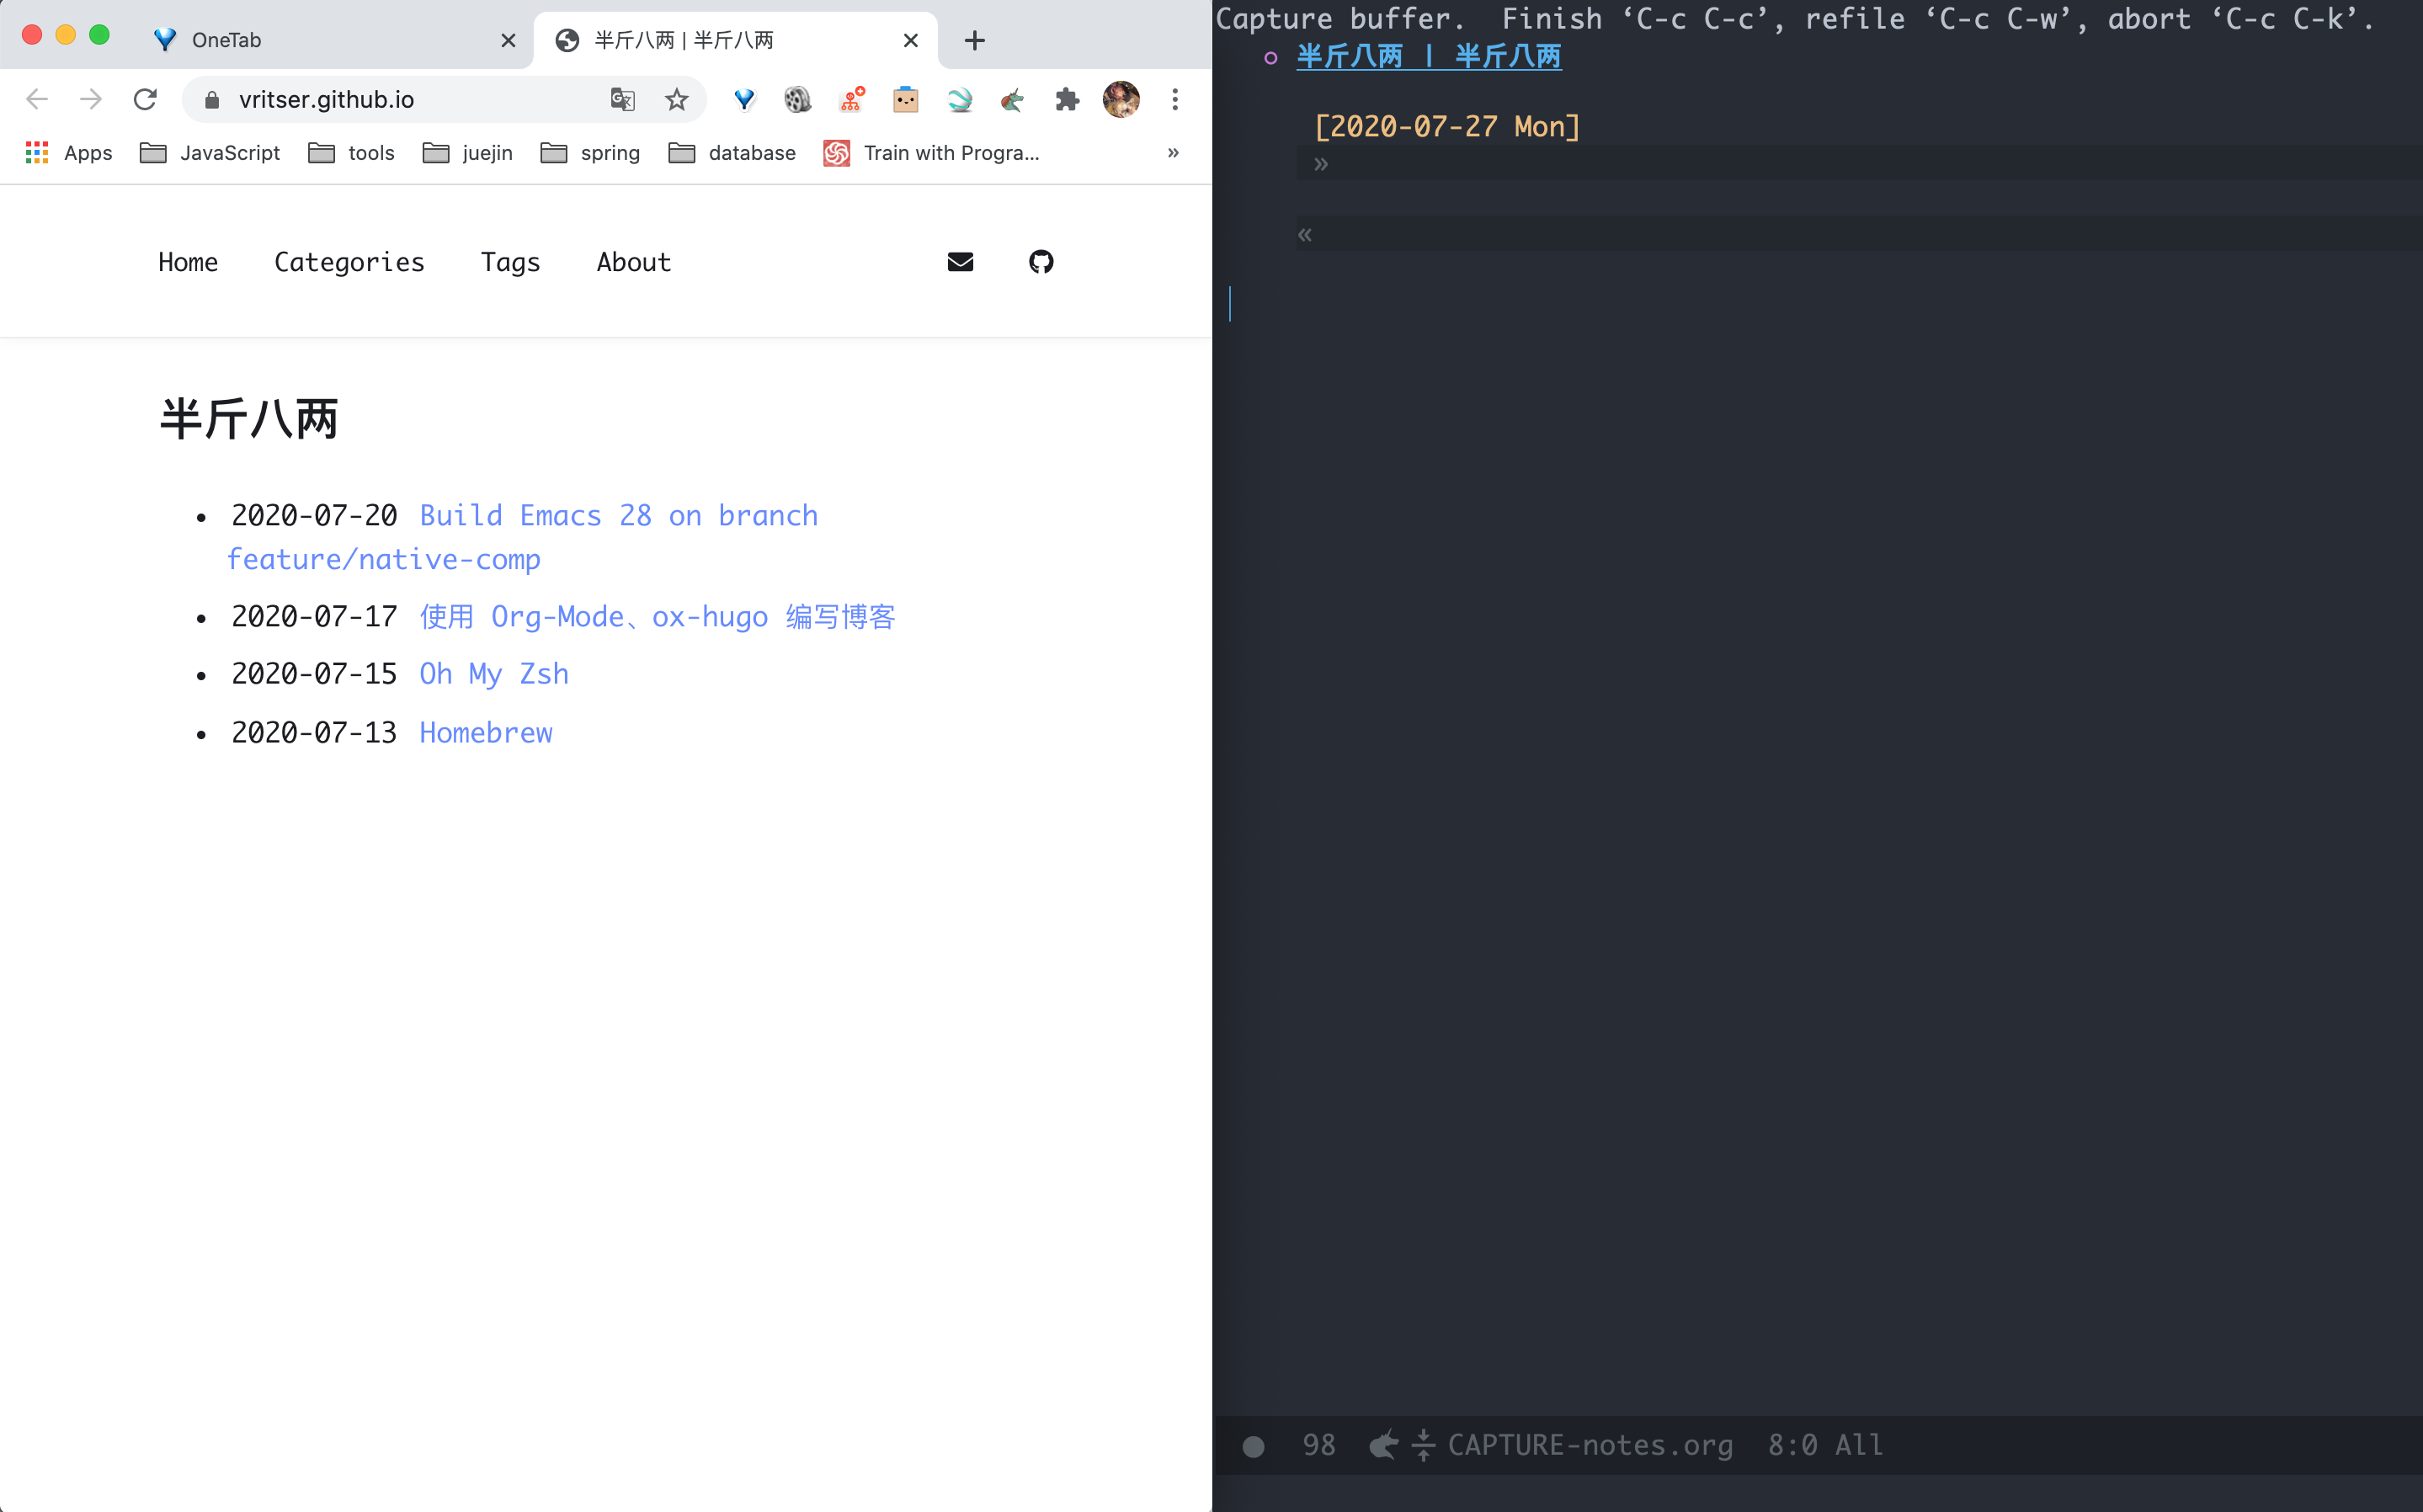 OneTab
半斤八两 | 半斤八两
vritser.github.io
Apps JavaScript tools juejin spring database Train with Progra... »
Home Categories Tags About
半斤八两
• 2020-07-20 Build Emacs 28 on branch
feature/native-comp
• 2020-07-17 使用 Org-Mode、ox-hugo 编写博客
• 2020-07-15 Oh My Zsh
• 2020-07-13 Homebrew
Capture buffer. Finish ‘C-c C-c’, refile ‘C-c C-w’, abort ‘C-c C-k’.
半斤八两 | 半斤八两
[2020-07-27 Mon]
»
«
98 CAPTURE-notes.org 8:0 All